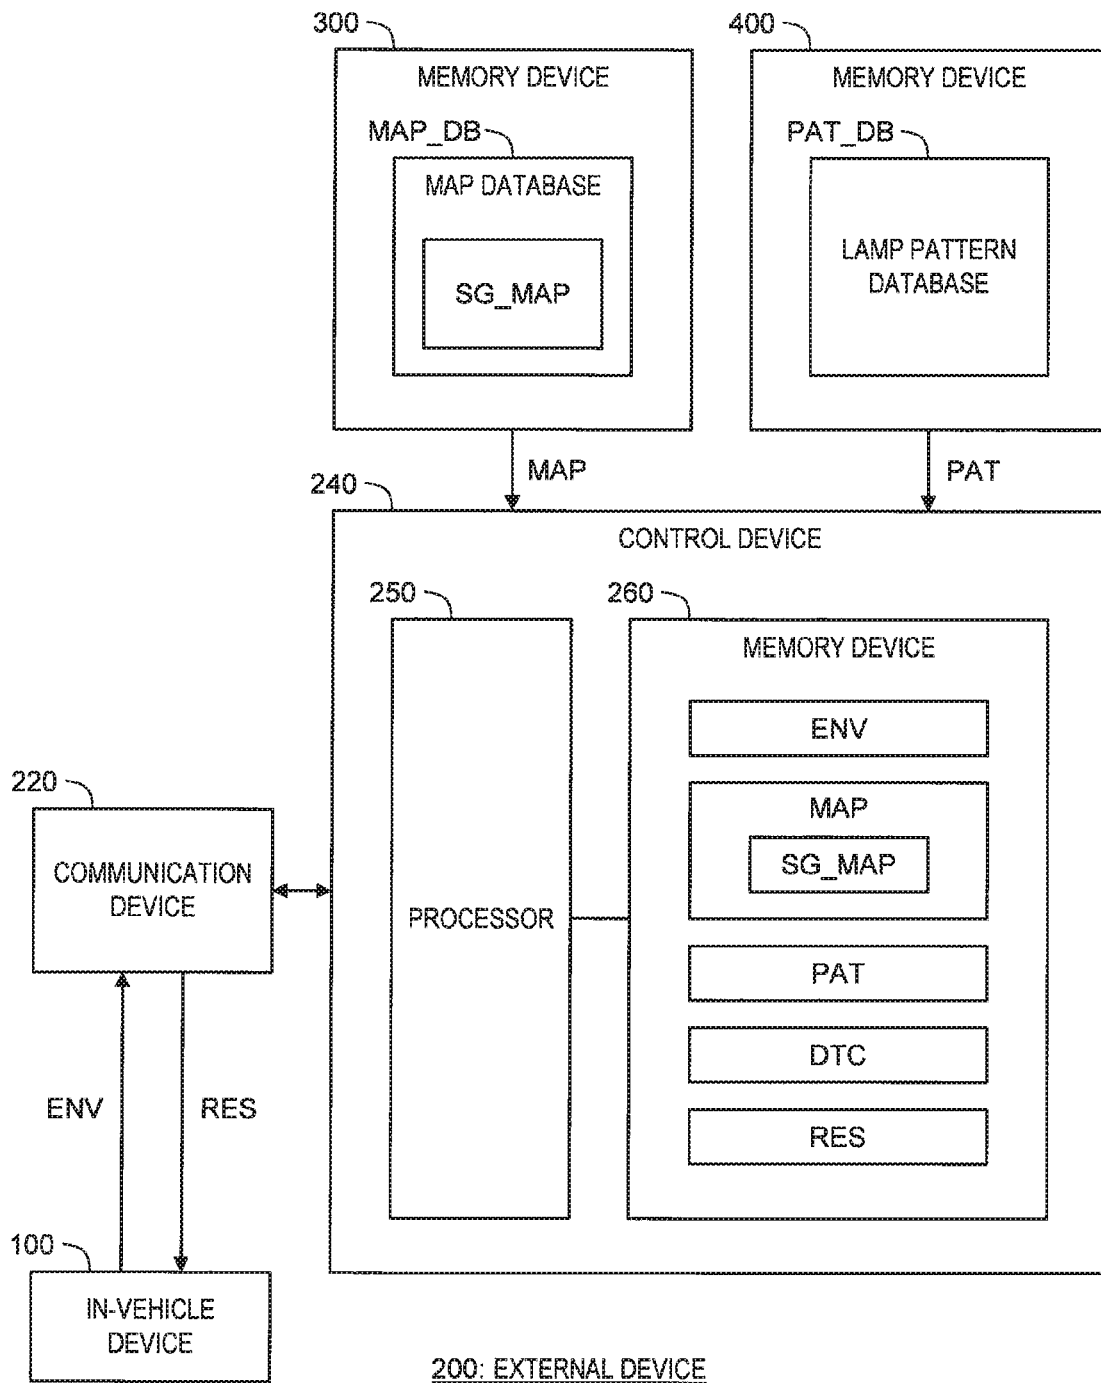 300
400
MEMORY DEVICE
MEMORY DEVICE
MAP_DB
PAT_DB
MAP DATABASE
SG_MAP
LAMP PATTERN
DATABASE
MAP
PAT
240
CONTROL DEVICE
250
260
PROCESSOR
MEMORY DEVICE
ENV
MAP
SG_MAP
PAT
DTC
RES
220
COMMUNICATION
DEVICE
ENV
RES
100
IN-VEHICLE
DEVICE
200: EXTERNAL DEVICE